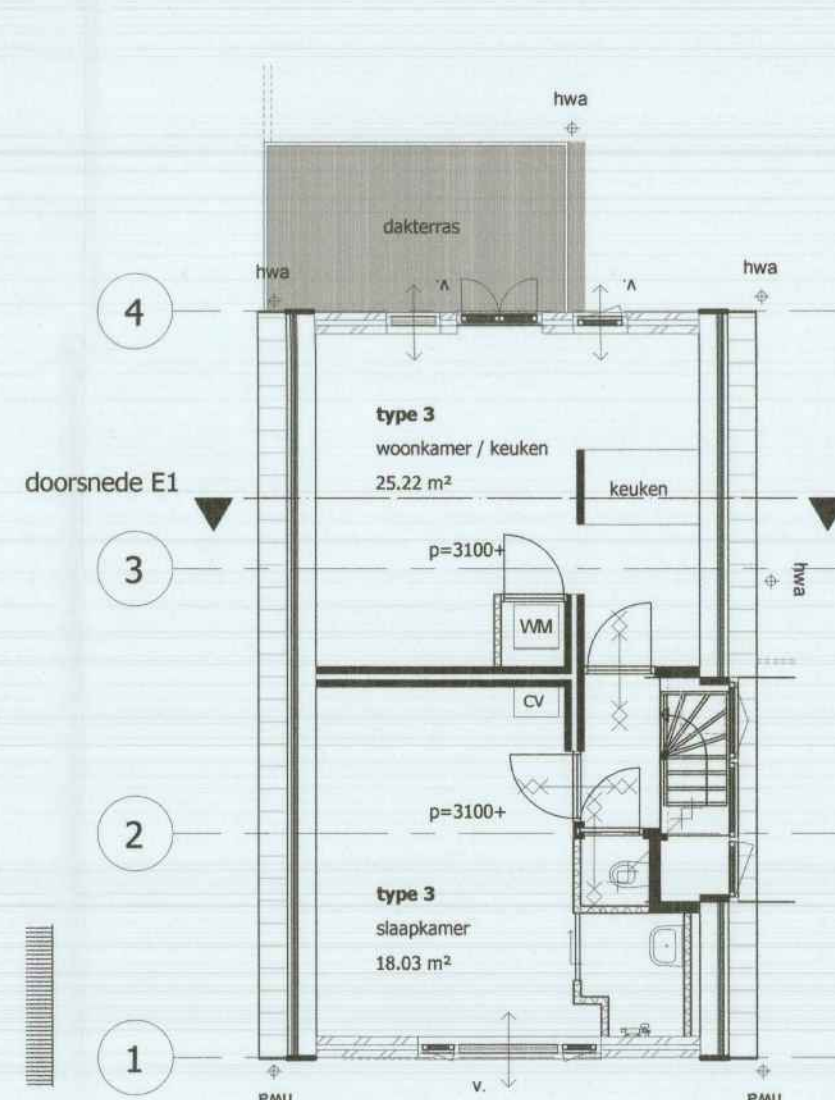 hwa
dakterras
hwa
hwa
v.
v.
4
type 3
woonkamer / keuken
25.22 m²
keuken
doorsnede E1
p=3100+
3
hwa
WM
CV
p=3100+
2
type 3
slaapkamer
18.03 m²
1
v.